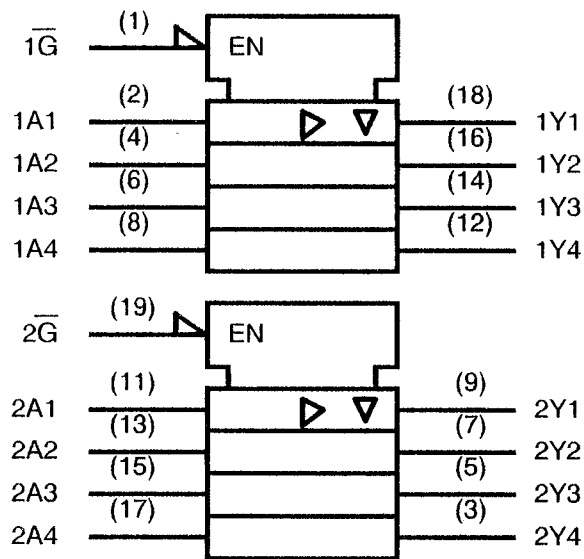 (1)
1G̅ EN
(2) (18)
1A1 1Y1
(4) (16)
1A2 1Y2
(6) (14)
1A3 1Y3
(8) (12)
1A4 1Y4
(19)
2G̅ EN
(11) (9)
2A1 2Y1
(13) (7)
2A2 2Y2
(15) (5)
2A3 2Y3
(17) (3)
2A4 2Y4